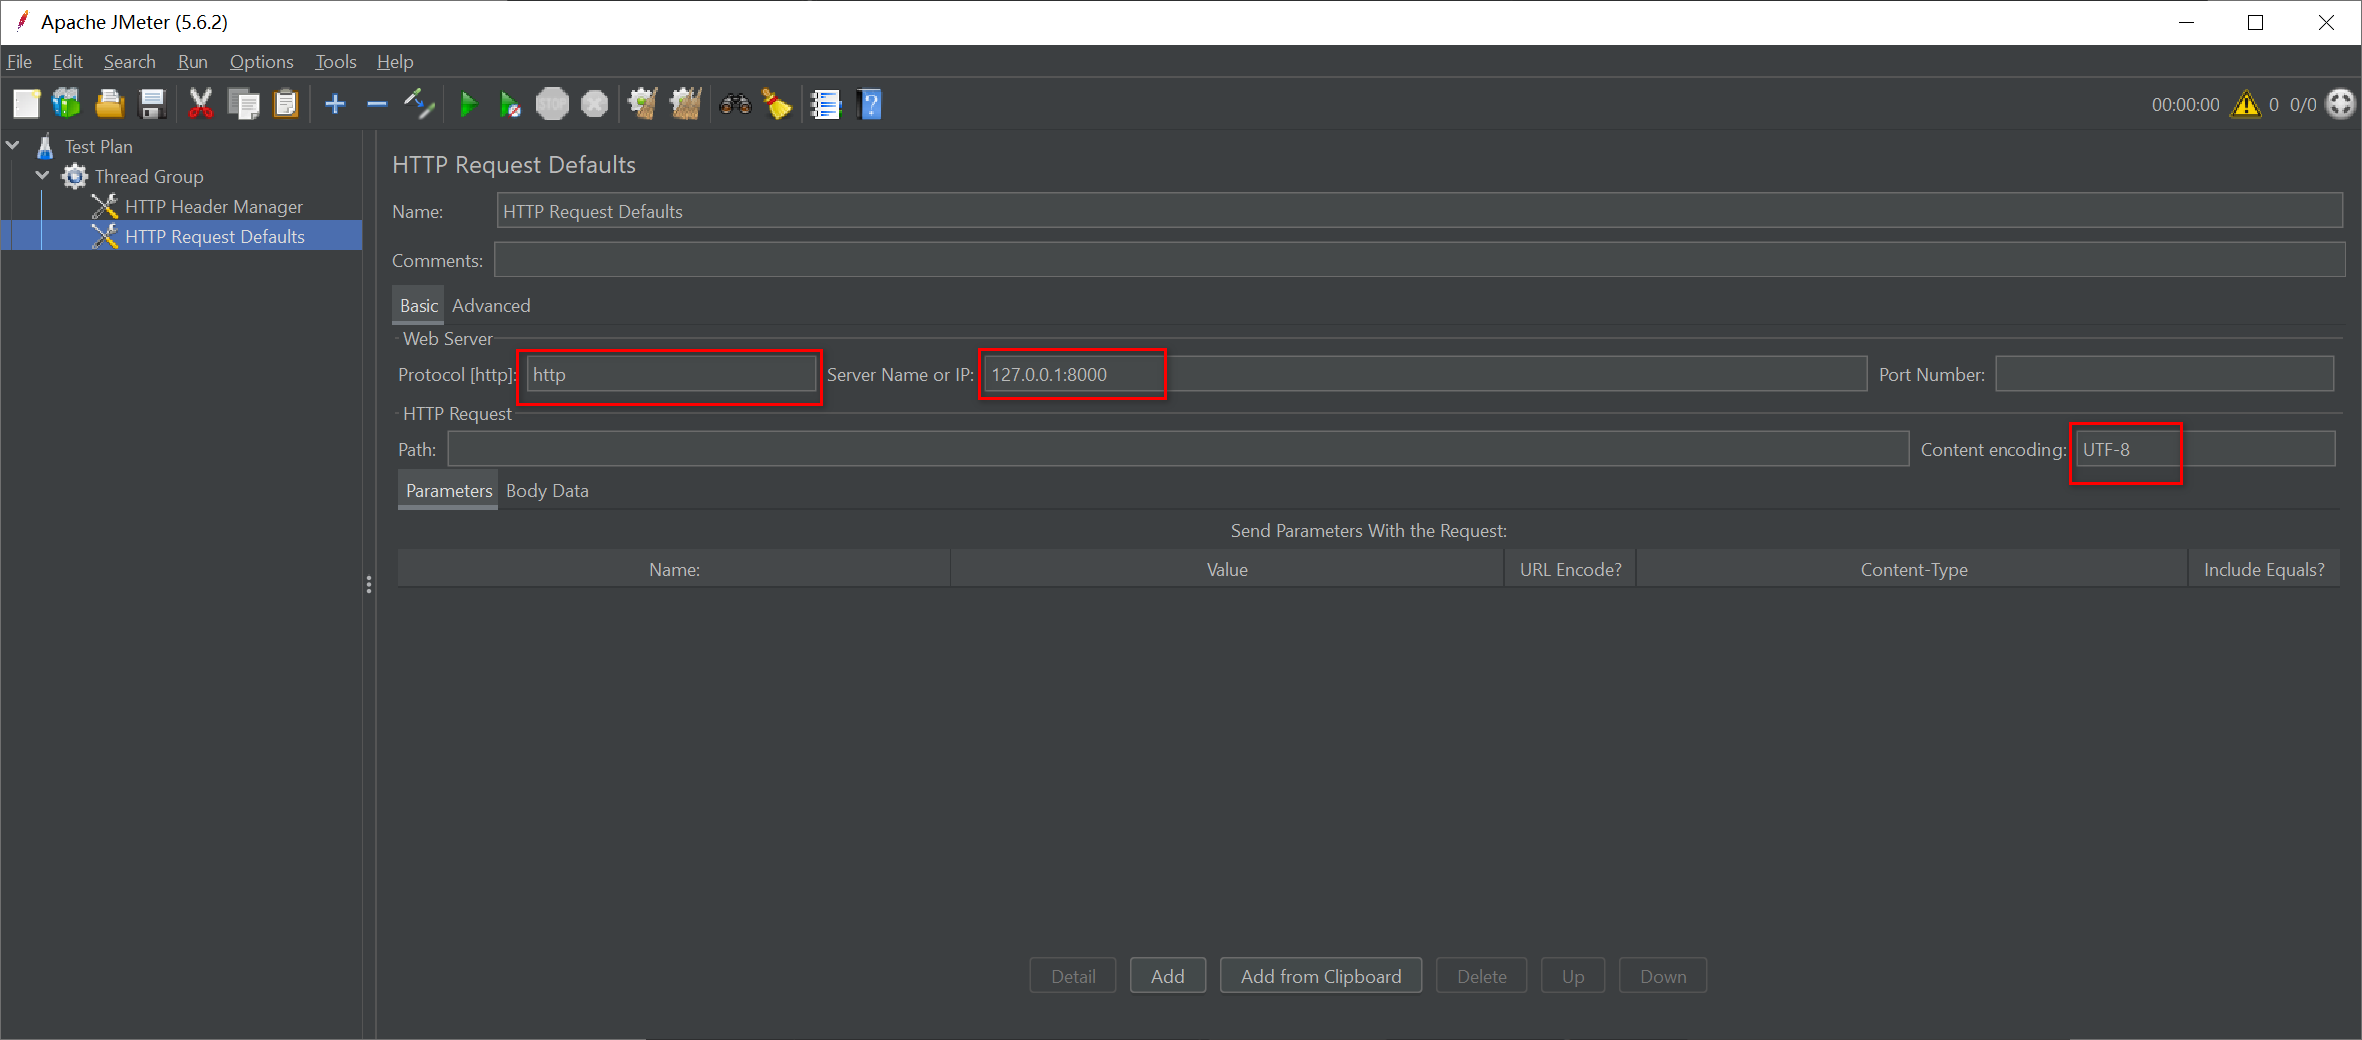 Apache JMeter (5.6.2)
File Edit Search Run Options Tools Help
STOP
00:00:00 0 0/0
Test Plan
Thread Group
HTTP Header Manager
HTTP Request Defaults
HTTP Request Defaults
Name: HTTP Request Defaults
Comments:
Basic Advanced
Web Server
Protocol [http]: http Server Name or IP: 127.0.0.1:8000 Port Number:
HTTP Request
Path: Content encoding: UTF-8
Parameters Body Data
Send Parameters With the Request:
Name: Value URL Encode? Content-Type Include Equals?
Detail Add Add from Clipboard Delete Up Down